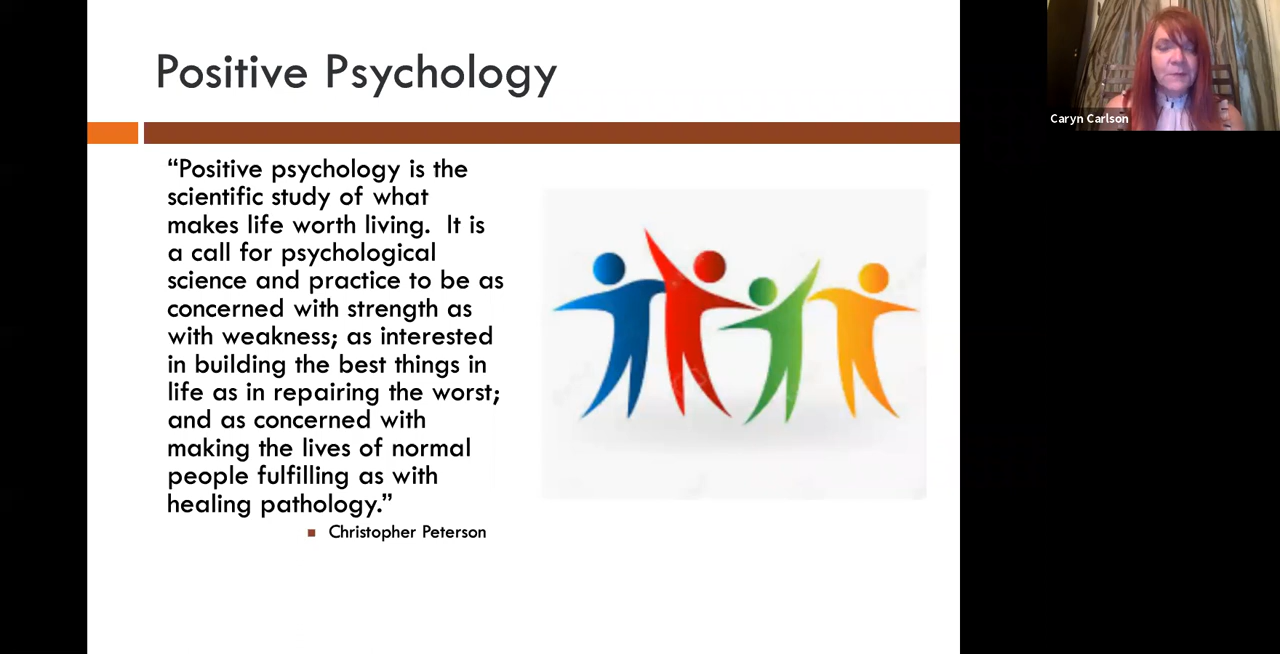 Positive Psychology
“Positive psychology is the
scientific study of what
makes life worth living.  It is
a call for psychological
science and practice to be as
concerned with strength as
with weakness; as interested
in building the best things in
life as in repairing the worst;
and as concerned with
making the lives of normal
people fulfilling as with
healing pathology.”
Christopher Peterson
Caryn Carlson